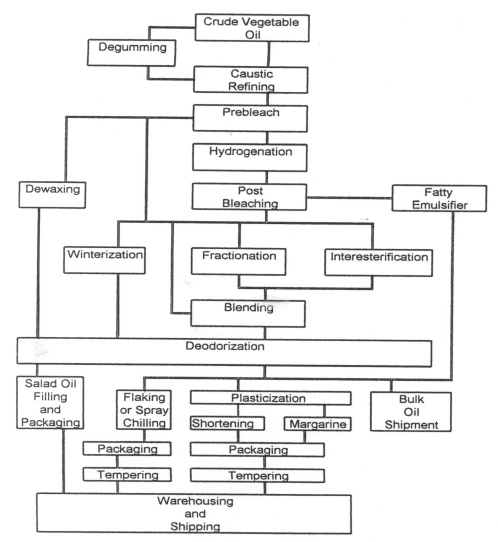 Crude Vegetable
Oil
Degumming
Caustic
Refining
Prebleach
Hydrogenation
Dewaxing
Post
Bleaching
Fatty
Emulsifier
Winterization
Fractionation
Interesterification
Blending
Deodorization
Salad Oil
Filling
and
Packaging
Flaking
or Spray
Chilling
Plasticization
Shortening
Margarine
Bulk
Oil
Shipment
Packaging
Packaging
Tempering
Tempering
Warehousing
and
Shipping